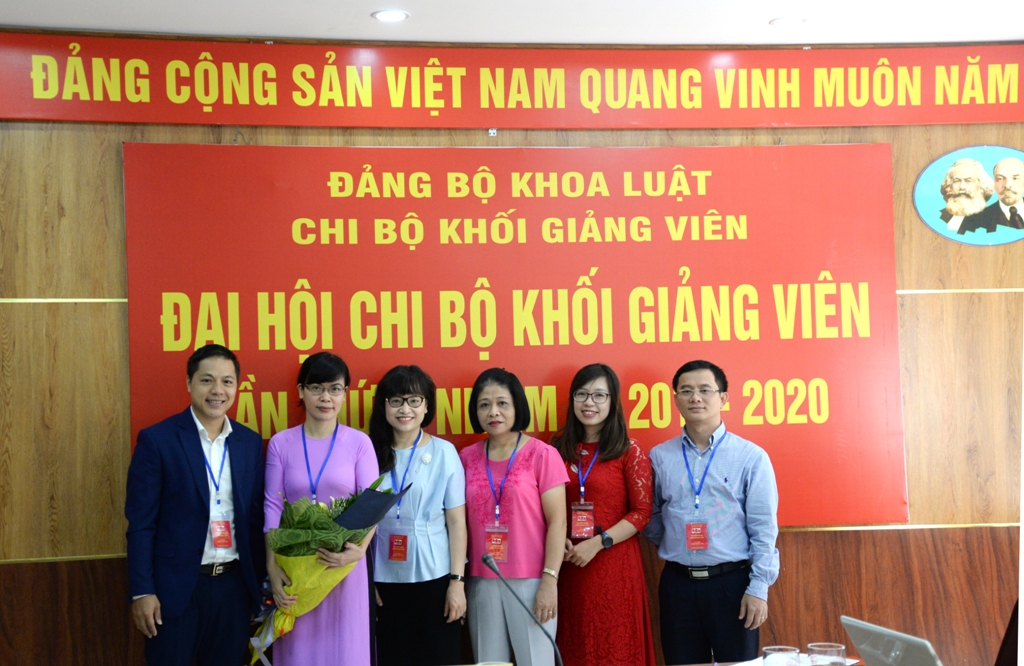 ĐẢNG CỘNG SẢN VIỆT NAM QUANG VINH MUÔN NĂM
ĐẢNG BỘ KHOA LUẬT
CHI BỘ KHỐI GIẢNG VIÊN
ĐẠI HỘI CHI BỘ KHỐI GIẢNG VIÊN
2020